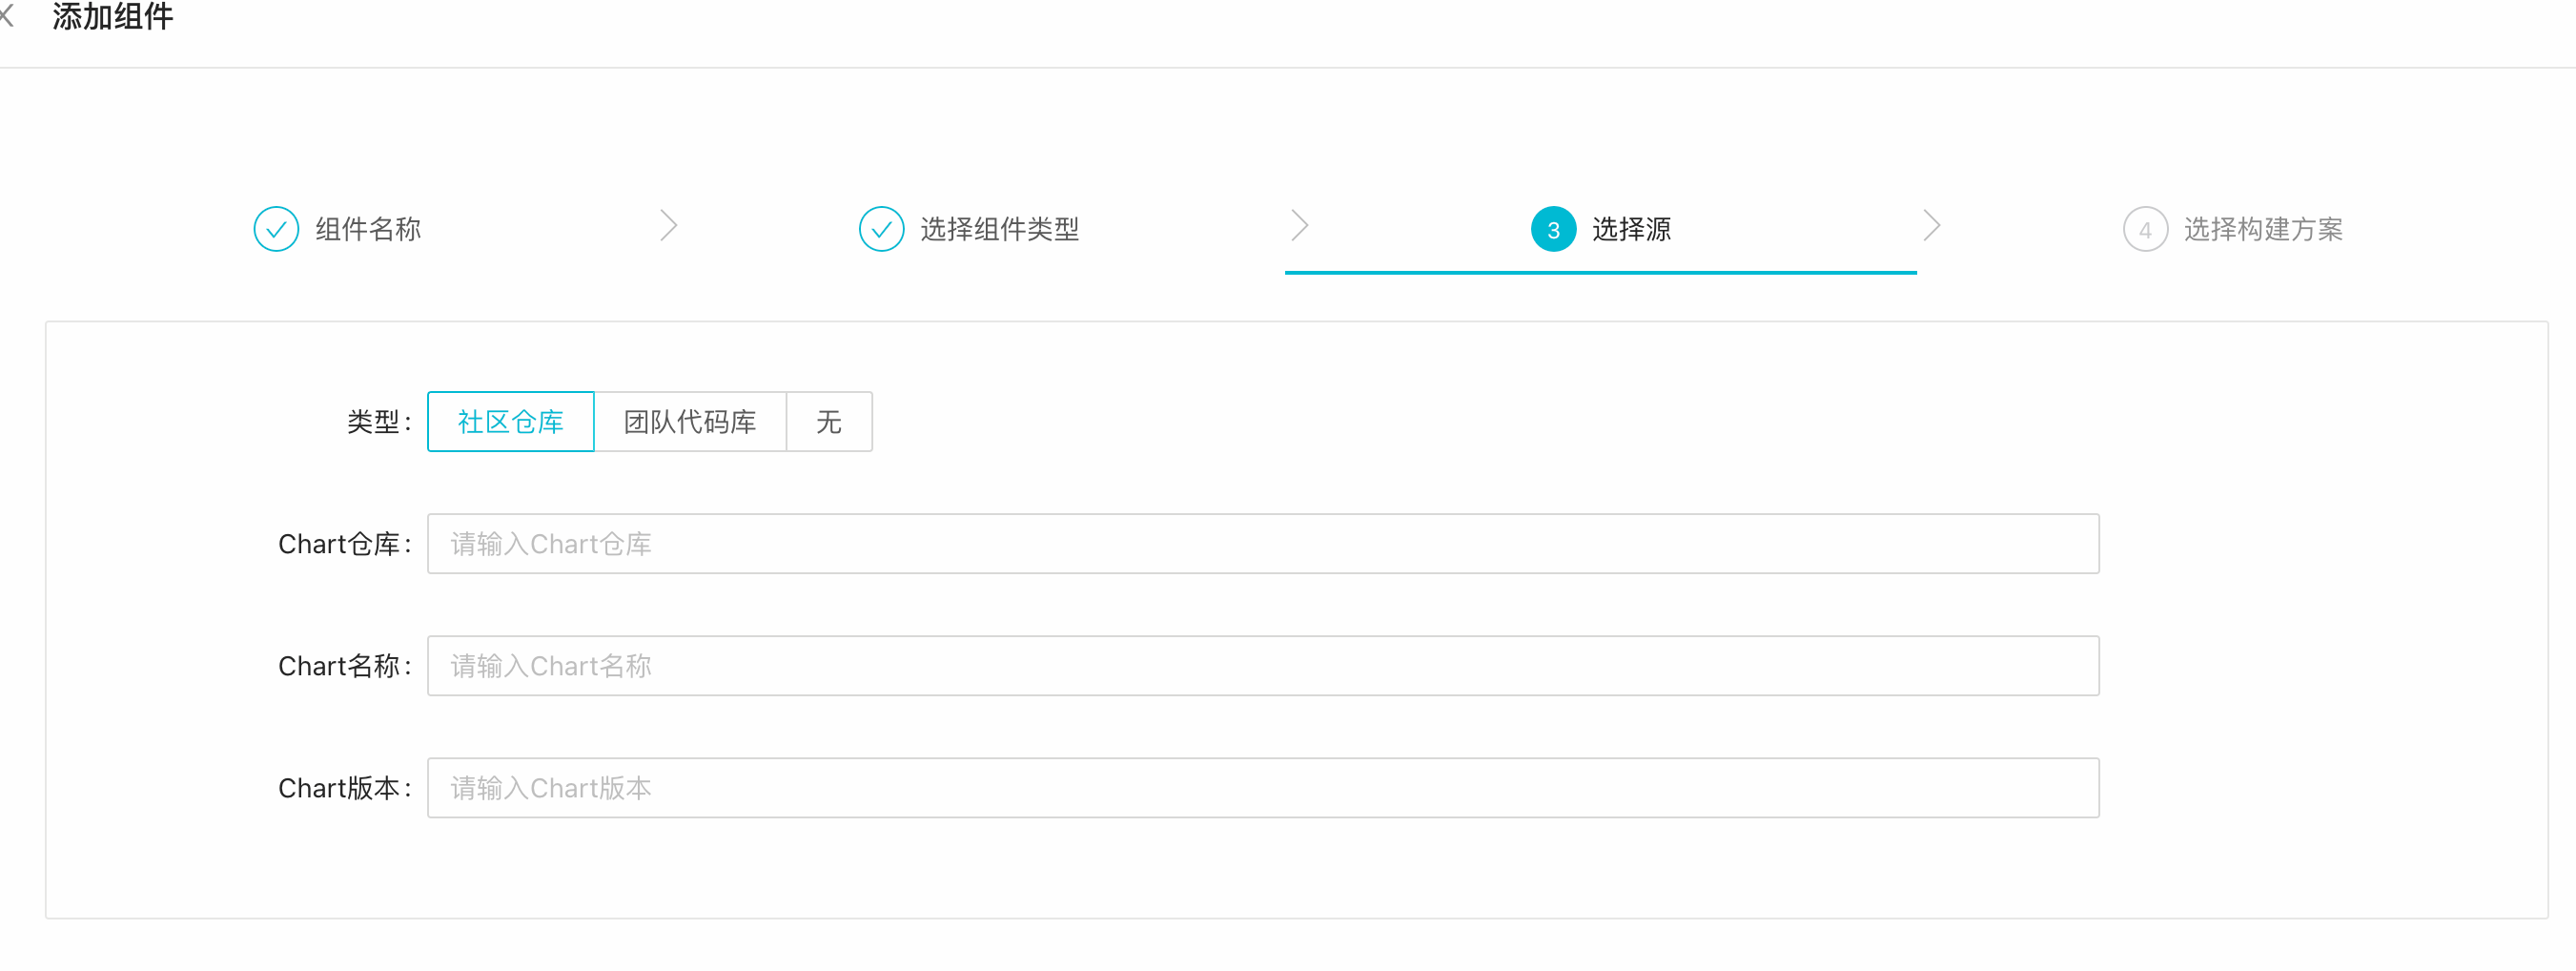 添加组件
组件名称
选择组件类型
3 选择源
4 选择构建方案
类型: 社区仓库 团队代码库 无
Chart仓库: 请输入Chart仓库
Chart名称: 请输入Chart名称
Chart版本: 请输入Chart版本